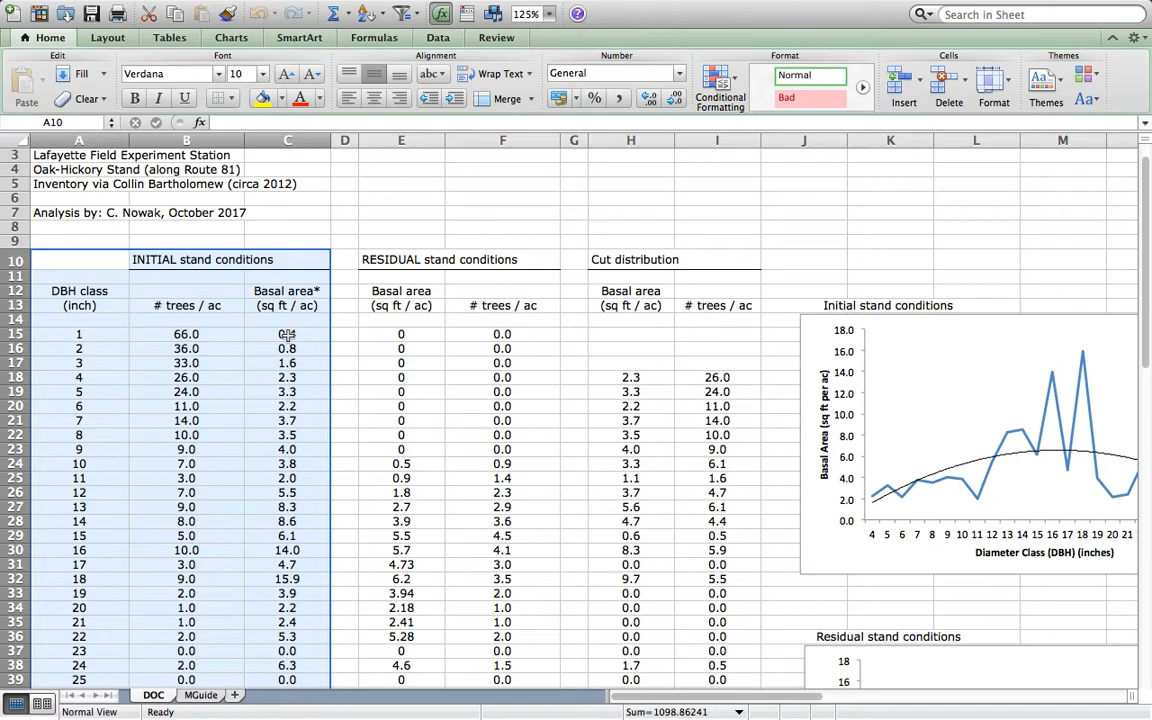 125%
Search in Sheet
Home Layout Tables Charts SmartArt Formulas Data Review
Edit Font Alignment Number Format Cells Themes
Fill Verdana 10 abc Wrap Text General Normal
Paste Clear B I U Merge % Conditional Formatting Bad Insert Delete Format Themes Aa
A10 fx
A B C D E F G H I J K L M
3 Lafayette Field Experiment Station
4 Oak-Hickory Stand (along Route 81)
5 Inventory via Collin Bartholomew (circa 2012)
6
7 Analysis by: C. Nowak, October 2017
8
9
10 INITIAL stand conditions RESIDUAL stand conditions Cut distribution
11
12 DBH class Basal area* Basal area Basal area
13 (inch) # trees / ac (sq ft / ac) (sq ft / ac) # trees / ac (sq ft / ac) # trees / ac
14
15 1 66.0 0 0.0
16 2 36.0 0.8 0 0.0
17 3 33.0 1.6 0 0.0
18 4 26.0 2.3 0 0.0 2.3 26.0
19 5 24.0 3.3 0 0.0 3.3 24.0
20 6 11.0 2.2 0 0.0 2.2 11.0
21 7 14.0 3.7 0 0.0 3.7 14.0
22 8 10.0 3.5 0 0.0 3.5 10.0
23 9 9.0 4.0 0 0.0 4.0 9.0
24 10 7.0 3.8 0.5 0.9 3.3 6.1
25 11 3.0 2.0 0.9 1.4 1.1 1.6
26 12 7.0 5.5 1.8 2.3 3.7 4.7
27 13 9.0 8.3 2.7 2.9 5.6 6.1
28 14 8.0 8.6 3.9 3.6 4.7 4.4
29 15 5.0 6.1 5.5 4.5 0.6 0.5
30 16 10.0 14.0 5.7 4.1 8.3 5.9
31 17 3.0 4.7 4.73 3.0 0.0 0.0
32 18 9.0 15.9 6.2 3.5 9.7 5.5
33 19 2.0 3.9 3.94 2.0 0.0 0.0
34 20 1.0 2.2 2.18 1.0 0.0 0.0
35 21 1.0 2.4 2.41 1.0 0.0 0.0
36 22 2.0 5.3 5.28 2.0 0.0 0.0
37 23 0.0 0.0 0 0.0 0.0 0.0
38 24 2.0 6.3 4.6 1.5 1.7 0.5
39 25 0.0 0.0 0 0.0 0.0 0.0
Initial stand conditions
Basal Area (sq ft per ac)
18.0
16.0
14.0
12.0
10.0
8.0
6.0
4.0
2.0
0.0
4 5 6 7 8 9 10 11 12 13 14 15 16 17 18 19 20 21
Diameter Class (DBH) (inches)
Residual stand conditions
18
16
DOC MGuide
Normal View Ready Sum=1098.86241